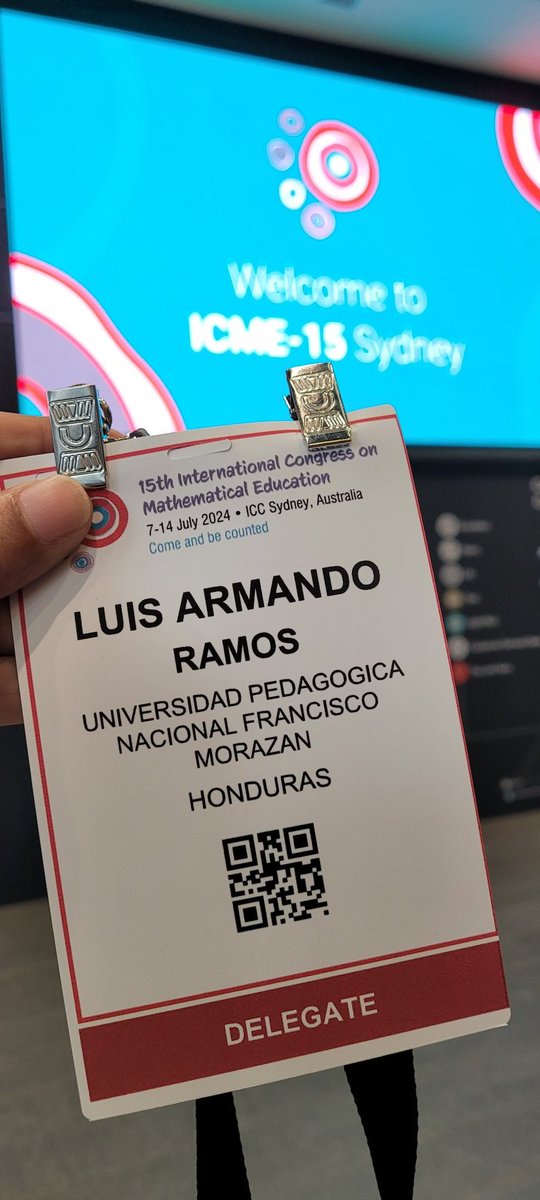 Welcome to
ICME-15 Sydney
15th International Congress on
Mathematical Education
7-14 July 2024 • ICC Sydney, Australia
Come and be counted
LUIS ARMANDO
RAMOS
UNIVERSIDAD PEDAGOGICA
NACIONAL FRANCISCO
MORAZAN
HONDURAS
DELEGATE